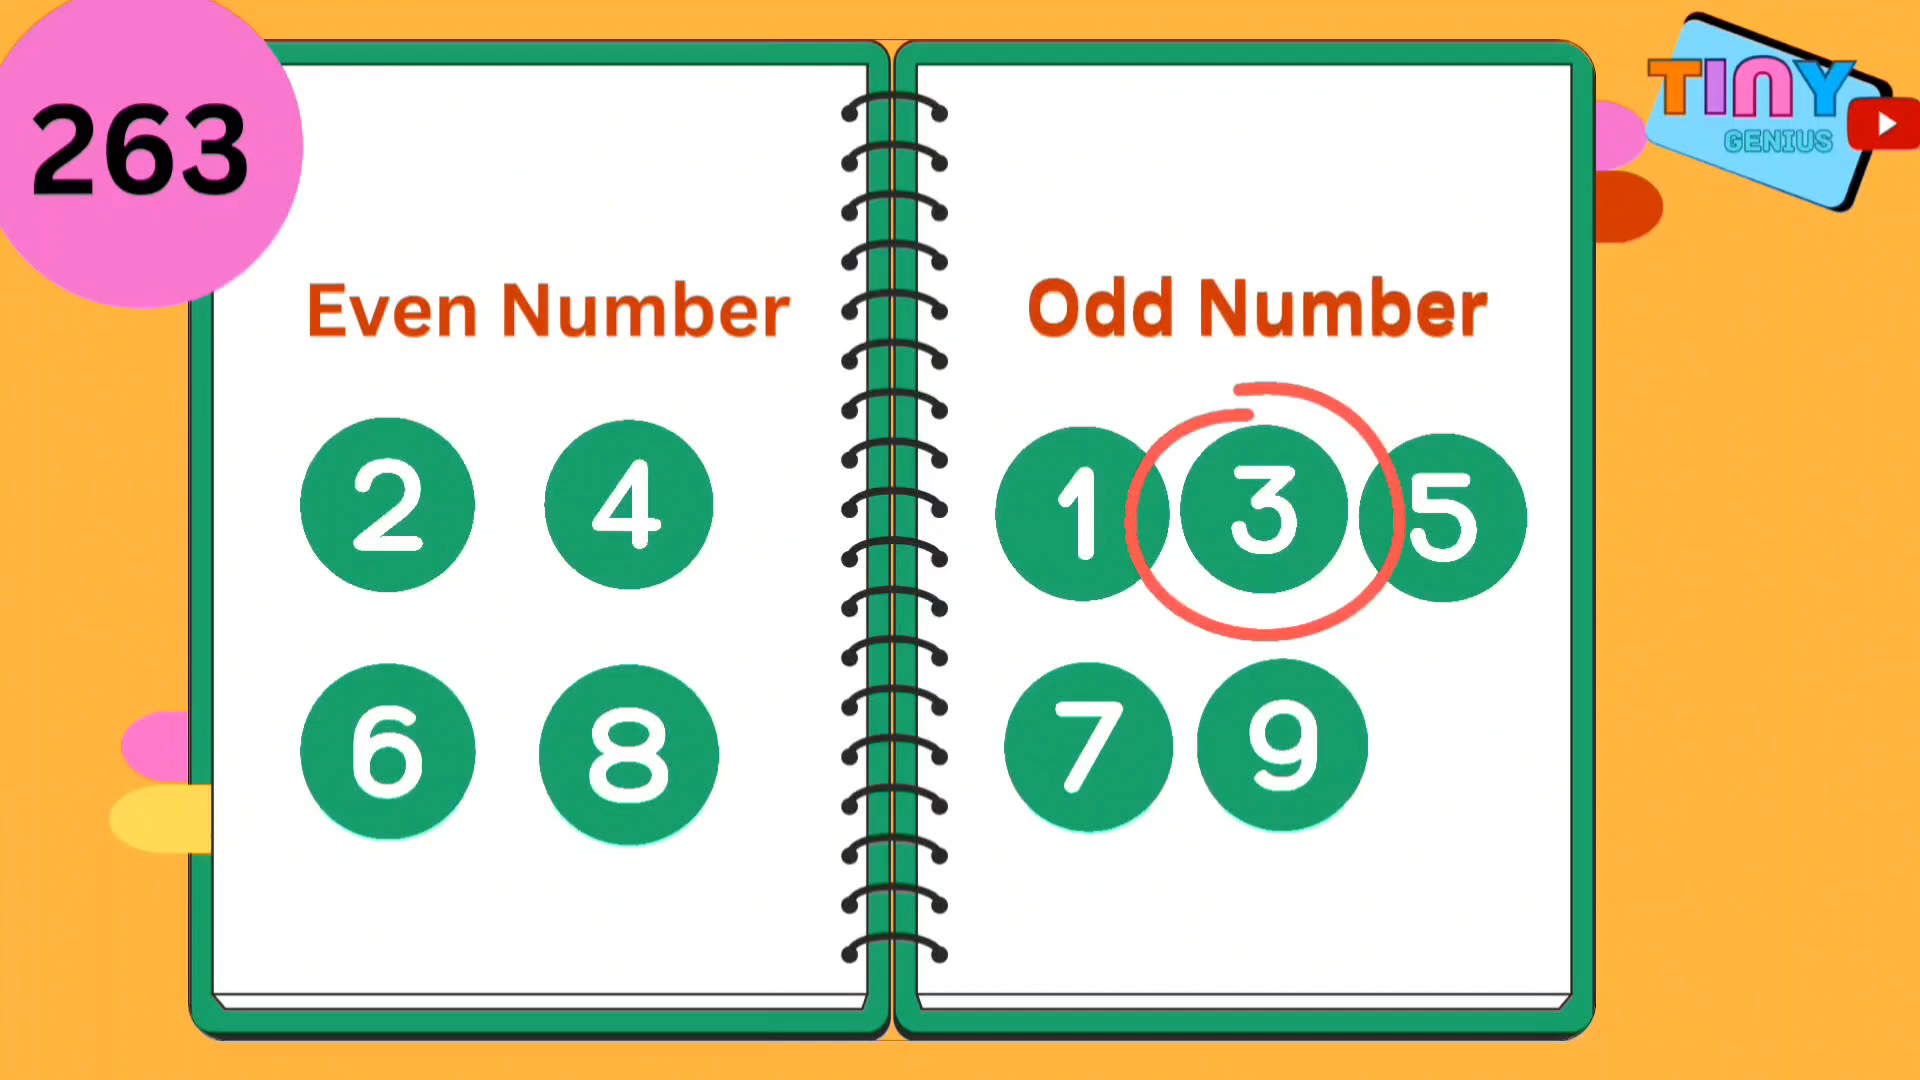 263
TINY
GENIUS
Even Number
2 4
6 8
Odd Number
1 3 5
7 9